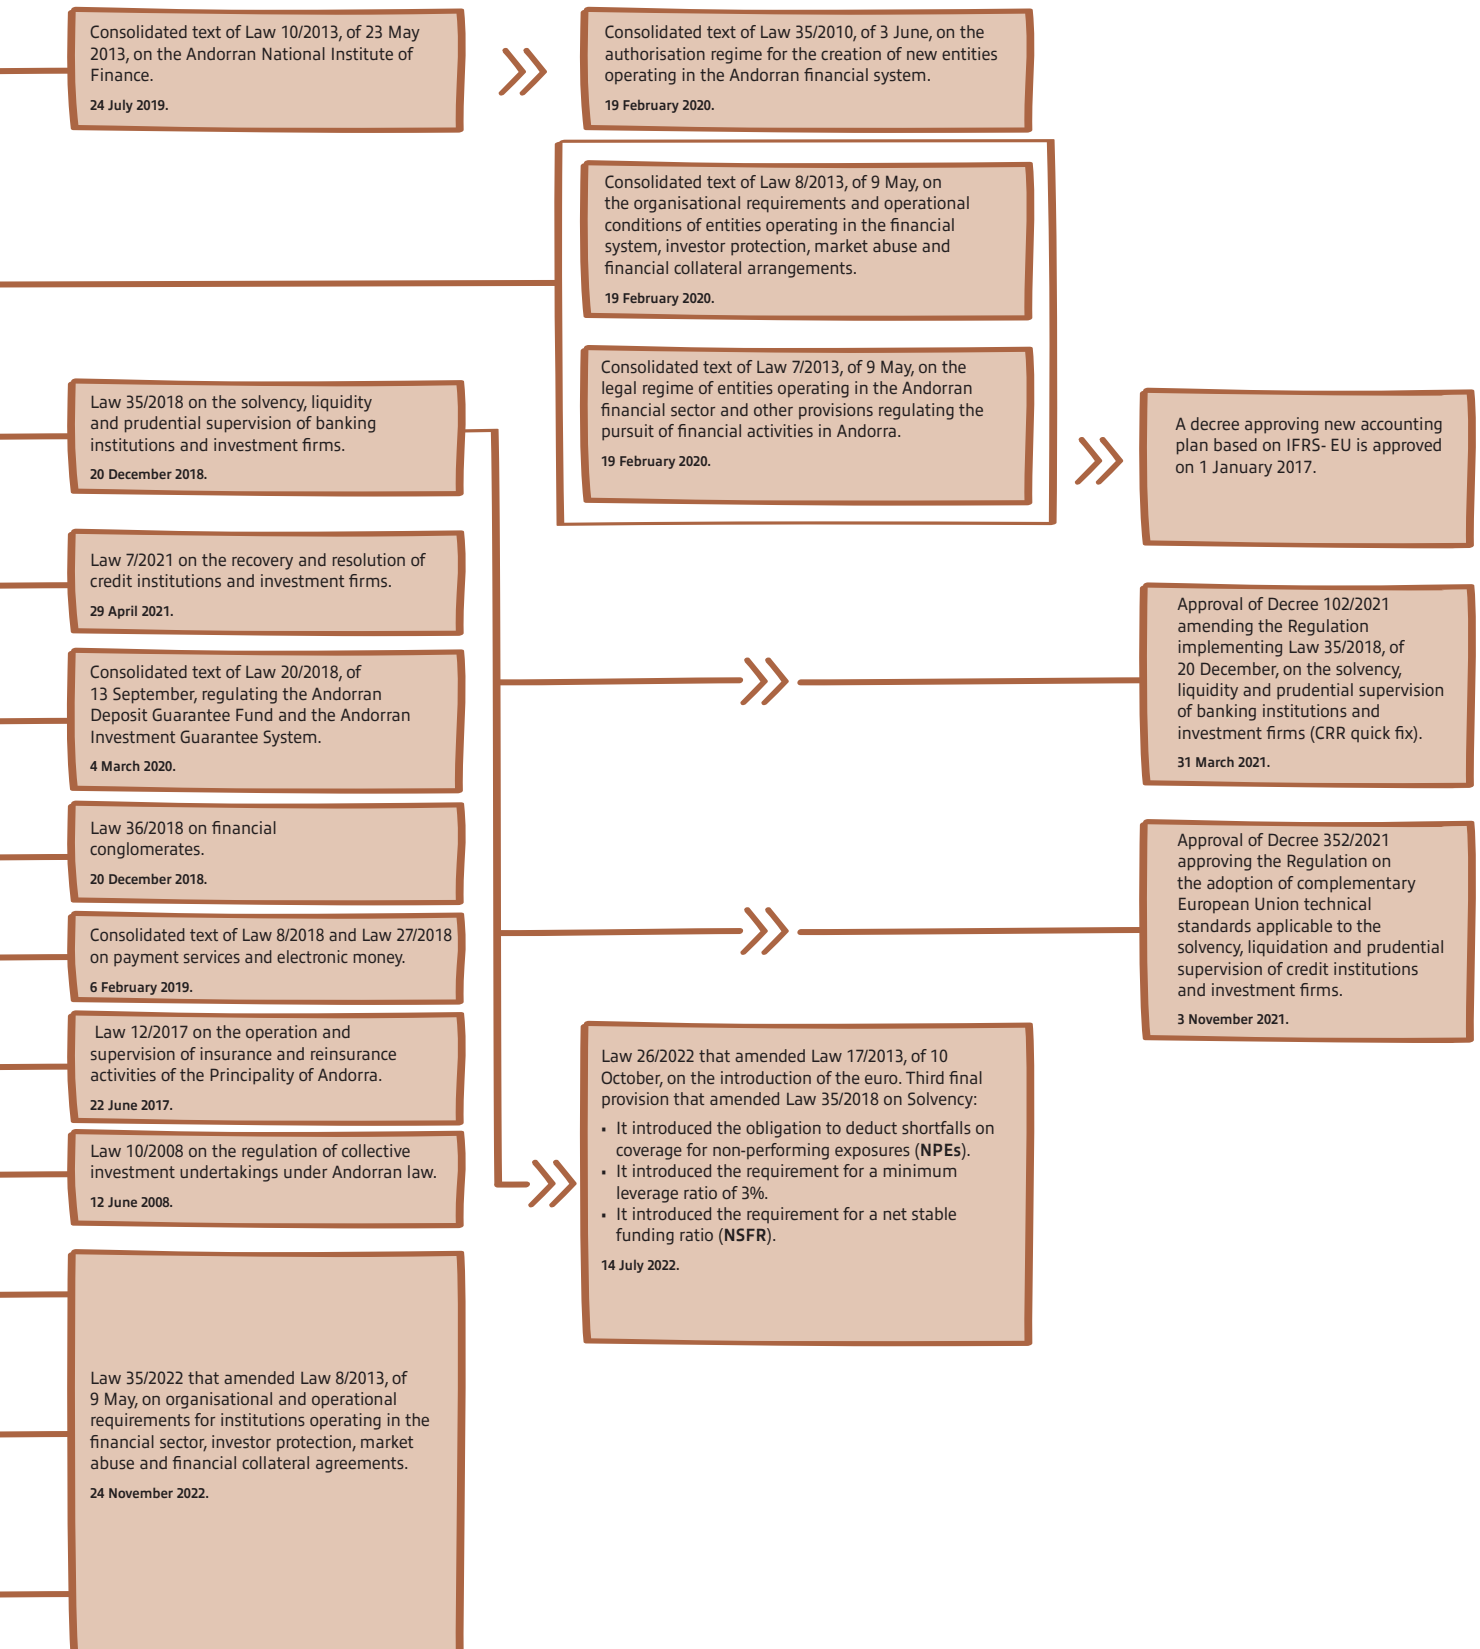 Consolidated text of Law 10/2013, of 23 May
2013, on the Andorran National Institute of
Finance.
24 July 2019.
Consolidated text of Law 35/2010, of 3 June, on the
authorisation regime for the creation of new entities
operating in the Andorran financial system.
19 February 2020.
Consolidated text of Law 8/2013, of 9 May, on
the organisational requirements and operational
conditions of entities operating in the financial
system, investor protection, market abuse and
financial collateral arrangements.
19 February 2020.
Consolidated text of Law 7/2013, of 9 May, on the
legal regime of entities operating in the Andorran
financial sector and other provisions regulating the
pursuit of financial activities in Andorra.
19 February 2020.
A decree approving new accounting
plan based on IFRS- EU is approved
on 1 January 2017.
Law 35/2018 on the solvency, liquidity
and prudential supervision of banking
institutions and investment firms.
20 December 2018.
Approval of Decree 102/2021
amending the Regulation
implementing Law 35/2018, of
20 December, on the solvency,
liquidity and prudential supervision
of banking institutions and
investment firms (CRR quick fix).
31 March 2021.
Approval of Decree 352/2021
approving the Regulation on
the adoption of complementary
European Union technical
standards applicable to the
solvency, liquidation and prudential
supervision of credit institutions
and investment firms.
3 November 2021.
Law 26/2022 that amended Law 17/2013, of 10
October, on the introduction of the euro. Third final
provision that amended Law 35/2018 on Solvency:
• It introduced the obligation to deduct shortfalls on
coverage for non-performing exposures (NPEs).
• It introduced the requirement for a minimum
leverage ratio of 3%.
• It introduced the requirement for a net stable
funding ratio (NSFR).
14 July 2022.
Law 7/2021 on the recovery and resolution of
credit institutions and investment firms.
29 April 2021.
Consolidated text of Law 20/2018, of
13 September, regulating the Andorran
Deposit Guarantee Fund and the Andorran
Investment Guarantee System.
4 March 2020.
Law 36/2018 on financial
conglomerates.
20 December 2018.
Consolidated text of Law 8/2018 and Law 27/2018
on payment services and electronic money.
6 February 2019.
Law 12/2017 on the operation and
supervision of insurance and reinsurance
activities of the Principality of Andorra.
22 June 2017.
Law 10/2008 on the regulation of collective
investment undertakings under Andorran law.
12 June 2008.
Law 35/2022 that amended Law 8/2013, of
9 May, on organisational and operational
requirements for institutions operating in the
financial sector, investor protection, market
abuse and financial collateral agreements.
24 November 2022.